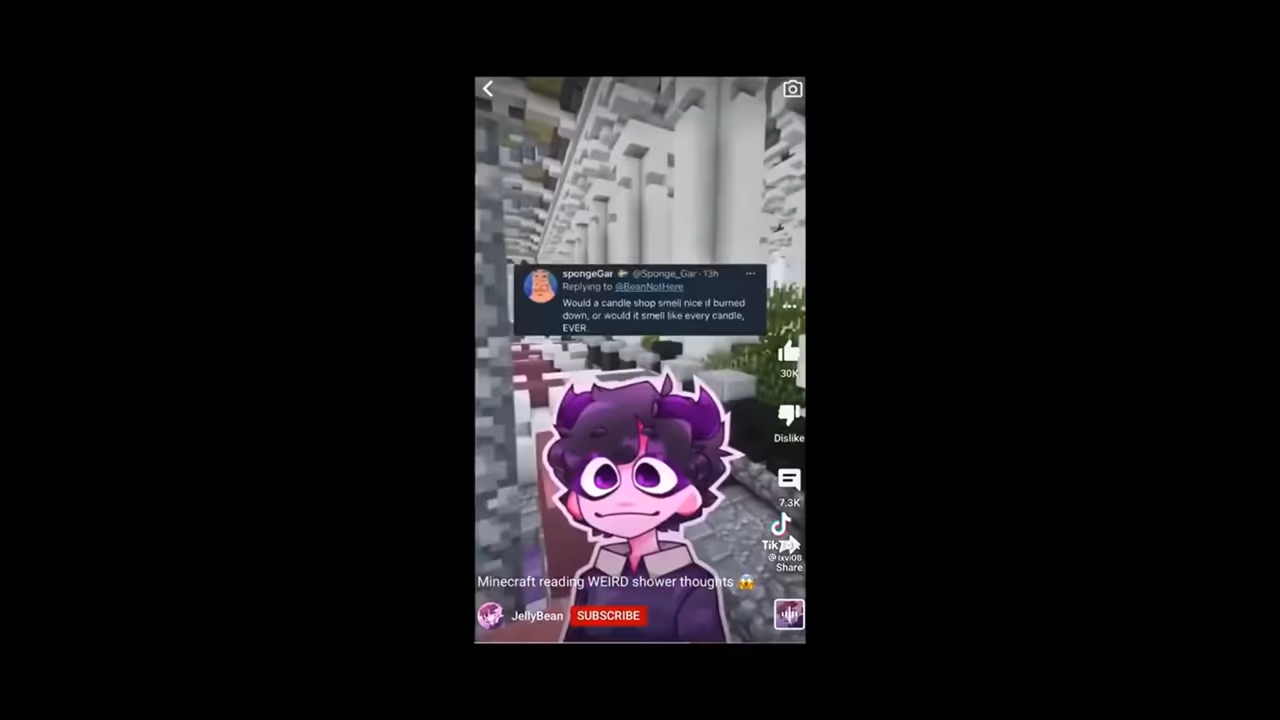 spongeGar @Sponge_Gar · 13h
Replying to @BeanNotHere
Would a candle shop smell nice if burned
down, or would it smell like every candle,
EVER.
30K
Dislike
7.3K
TikTok
@lxvi08
Share
Minecraft reading WEIRD shower thoughts 😱
JellyBean SUBSCRIBE